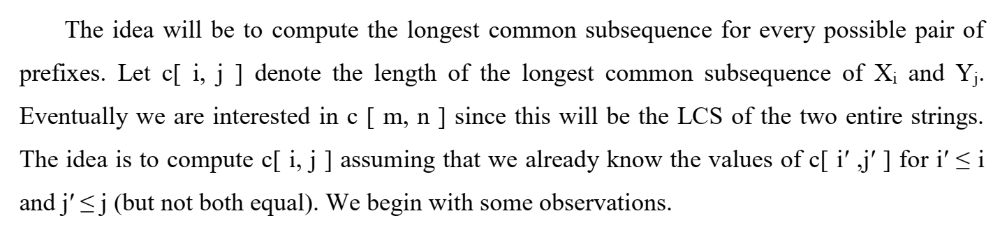 The idea will be to compute the longest common subsequence for every possible pair of
prefixes. Let c[ i, j ] denote the length of the longest common subsequence of Xᵢ and Yⱼ.
Eventually we are interested in c [ m, n ] since this will be the LCS of the two entire strings.
The idea is to compute c[ i, j ] assuming that we already know the values of c[ i′ ,j′ ] for i′ ≤ i
and j′ ≤ j (but not both equal). We begin with some observations.